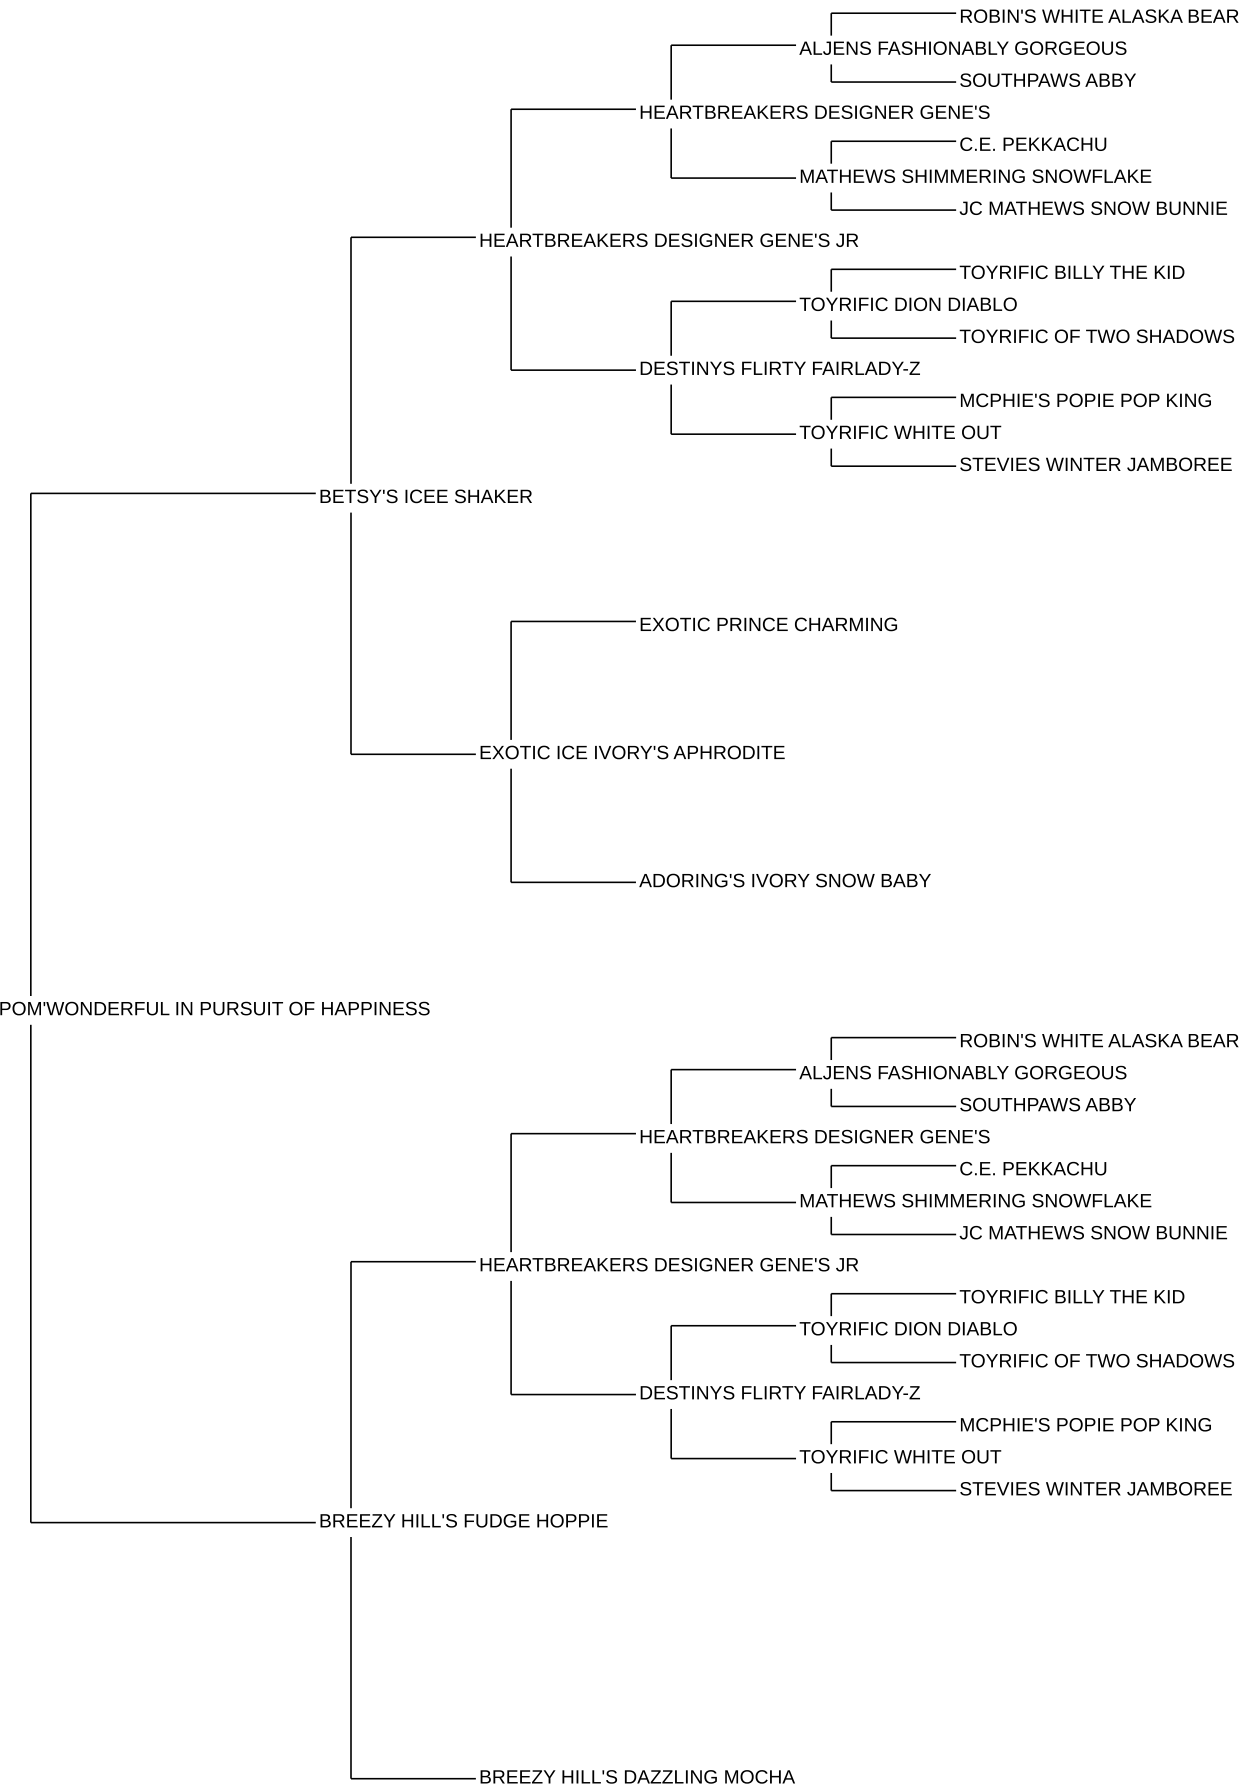 ROBIN'S WHITE ALASKA BEAR
ALJENS FASHIONABLY GORGEOUS
SOUTHPAWS ABBY
HEARTBREAKERS DESIGNER GENE'S
C.E. PEKKACHU
MATHEWS SHIMMERING SNOWFLAKE
JC MATHEWS SNOW BUNNIE
HEARTBREAKERS DESIGNER GENE'S JR
TOYRIFIC BILLY THE KID
TOYRIFIC DION DIABLO
TOYRIFIC OF TWO SHADOWS
DESTINYS FLIRTY FAIRLADY-Z
MCPHIE'S POPIE POP KING
TOYRIFIC WHITE OUT
STEVIES WINTER JAMBOREE
BETSY'S ICEE SHAKER
EXOTIC PRINCE CHARMING
EXOTIC ICE IVORY'S APHRODITE
ADORING'S IVORY SNOW BABY
POM'WONDERFUL IN PURSUIT OF HAPPINESS
ROBIN'S WHITE ALASKA BEAR
ALJENS FASHIONABLY GORGEOUS
SOUTHPAWS ABBY
HEARTBREAKERS DESIGNER GENE'S
C.E. PEKKACHU
MATHEWS SHIMMERING SNOWFLAKE
JC MATHEWS SNOW BUNNIE
HEARTBREAKERS DESIGNER GENE'S JR
TOYRIFIC BILLY THE KID
TOYRIFIC DION DIABLO
TOYRIFIC OF TWO SHADOWS
DESTINYS FLIRTY FAIRLADY-Z
MCPHIE'S POPIE POP KING
TOYRIFIC WHITE OUT
STEVIES WINTER JAMBOREE
BREEZY HILL'S FUDGE HOPPIE
BREEZY HILL'S DAZZLING MOCHA